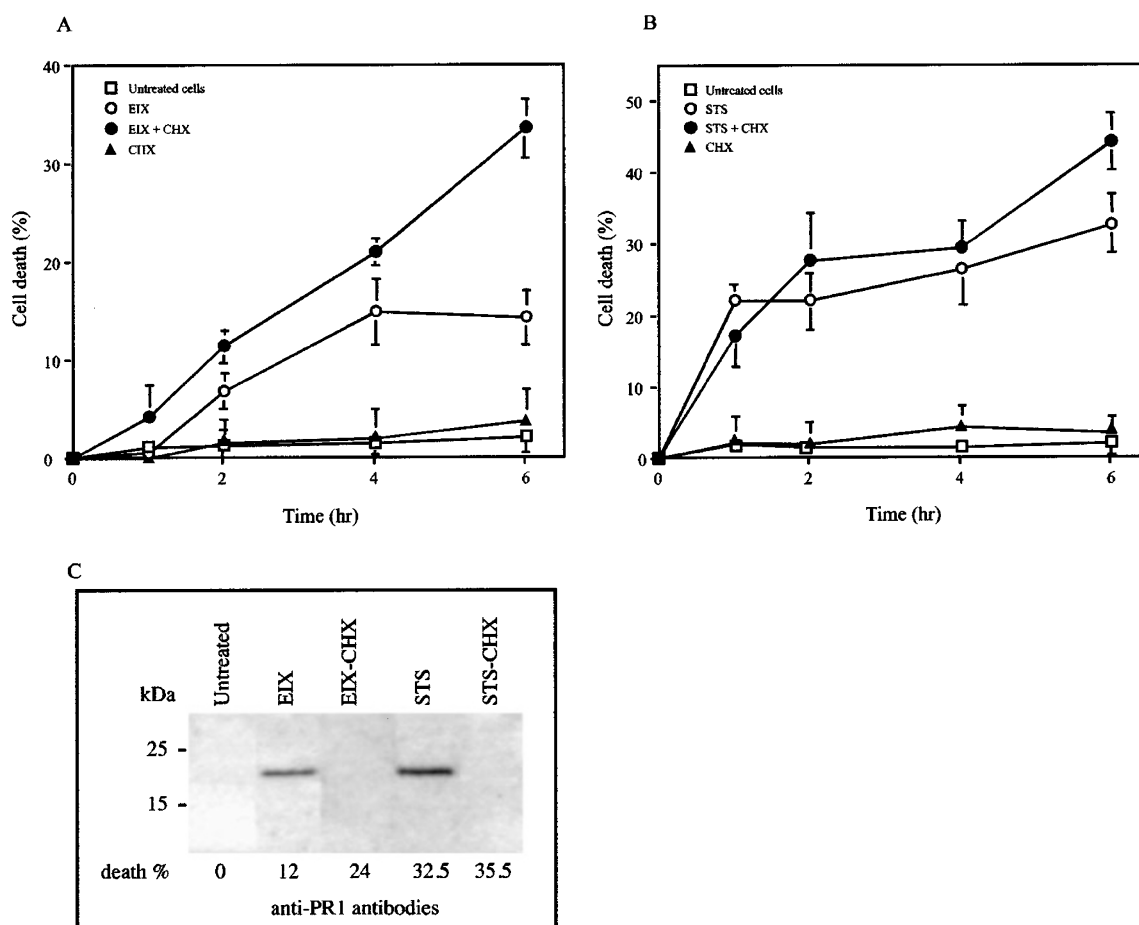 A
40
30
20
10
0
Cell death (%)
Untreated cells
EIX
EIX + CHX
CHX
0
2
4
6
Time (hr)
B
50
40
30
20
10
0
Cell death (%)
Untreated cells
STS
STS + CHX
CHX
0
2
4
6
Time (hr)
C
Untreated
EIX
EIX-CHX
STS
STS-CHX
kDa
25
15
death % 0 12 24 32.5 35.5
anti-PR1 antibodies